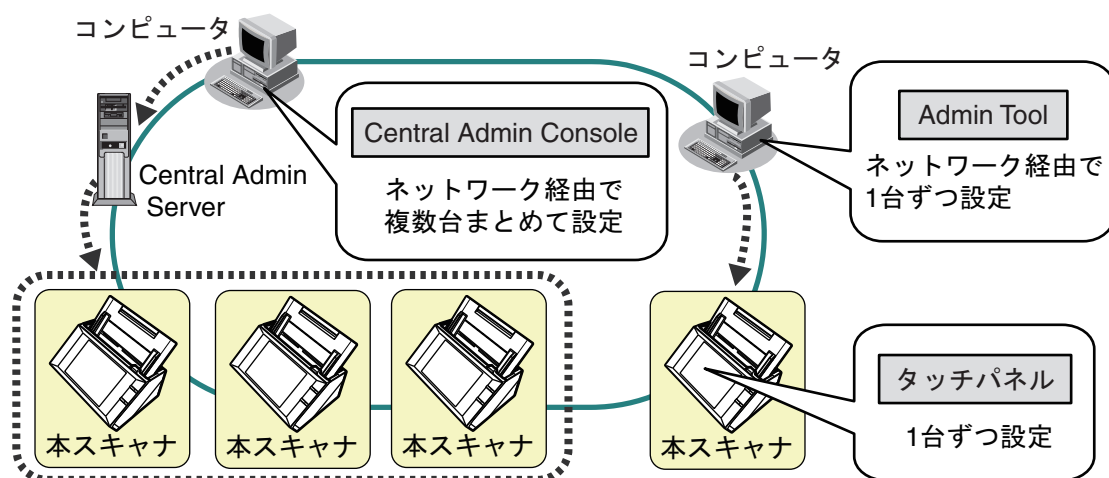 コンピュータ
コンピュータ
Central Admin Console
ネットワーク経由で
複数台まとめて設定
Admin Tool
ネットワーク経由で
1台ずつ設定
Central Admin
Server
本スキャナ
本スキャナ
本スキャナ
本スキャナ
タッチパネル
1台ずつ設定